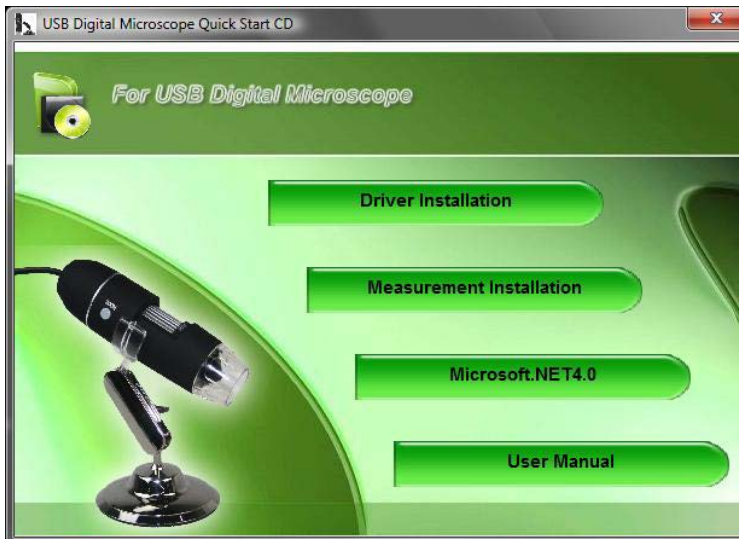 USB Digital Microscope Quick Start CD
For USB Digital Microscope
Driver Installation
Measurement Installation
Microsoft.NET4.0
User Manual